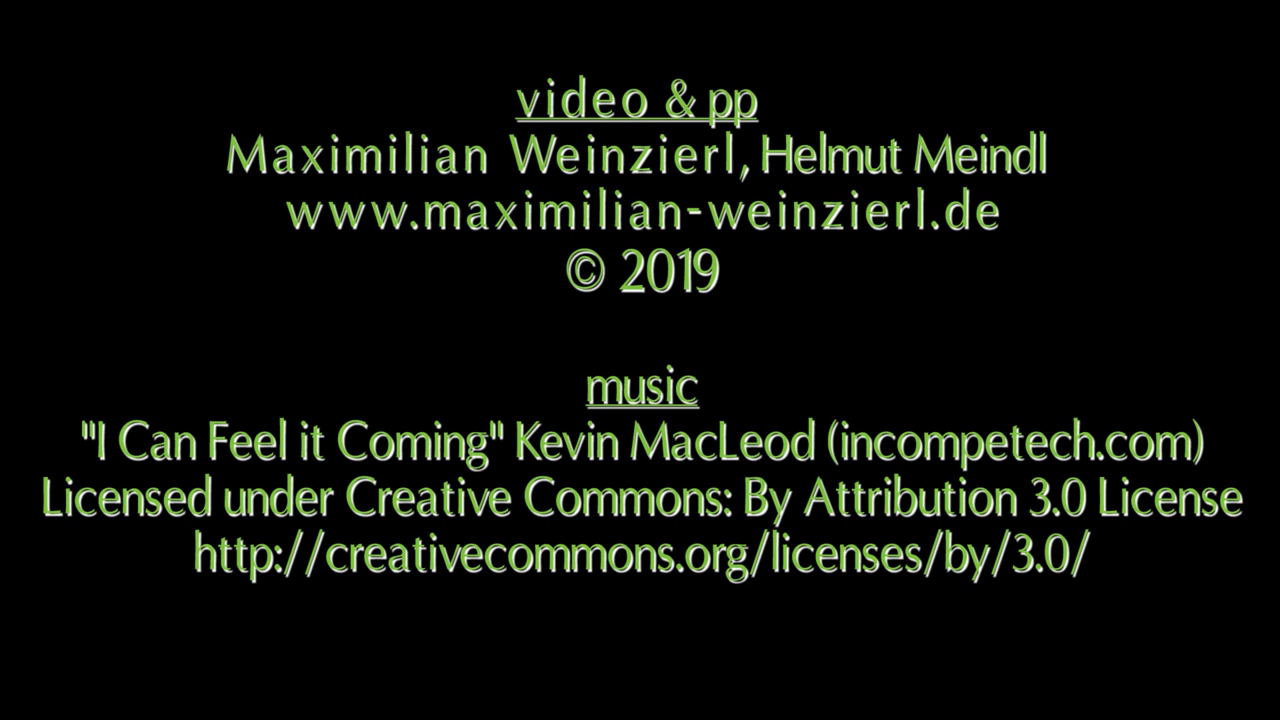 video & pp
Maximilian Weinzierl, Helmut Meindl
www.maximilian-weinzierl.de
© 2019
music
"I Can Feel it Coming" Kevin MacLeod (incompetech.com)
Licensed under Creative Commons: By Attribution 3.0 License
http://creativecommons.org/licenses/by/3.0/